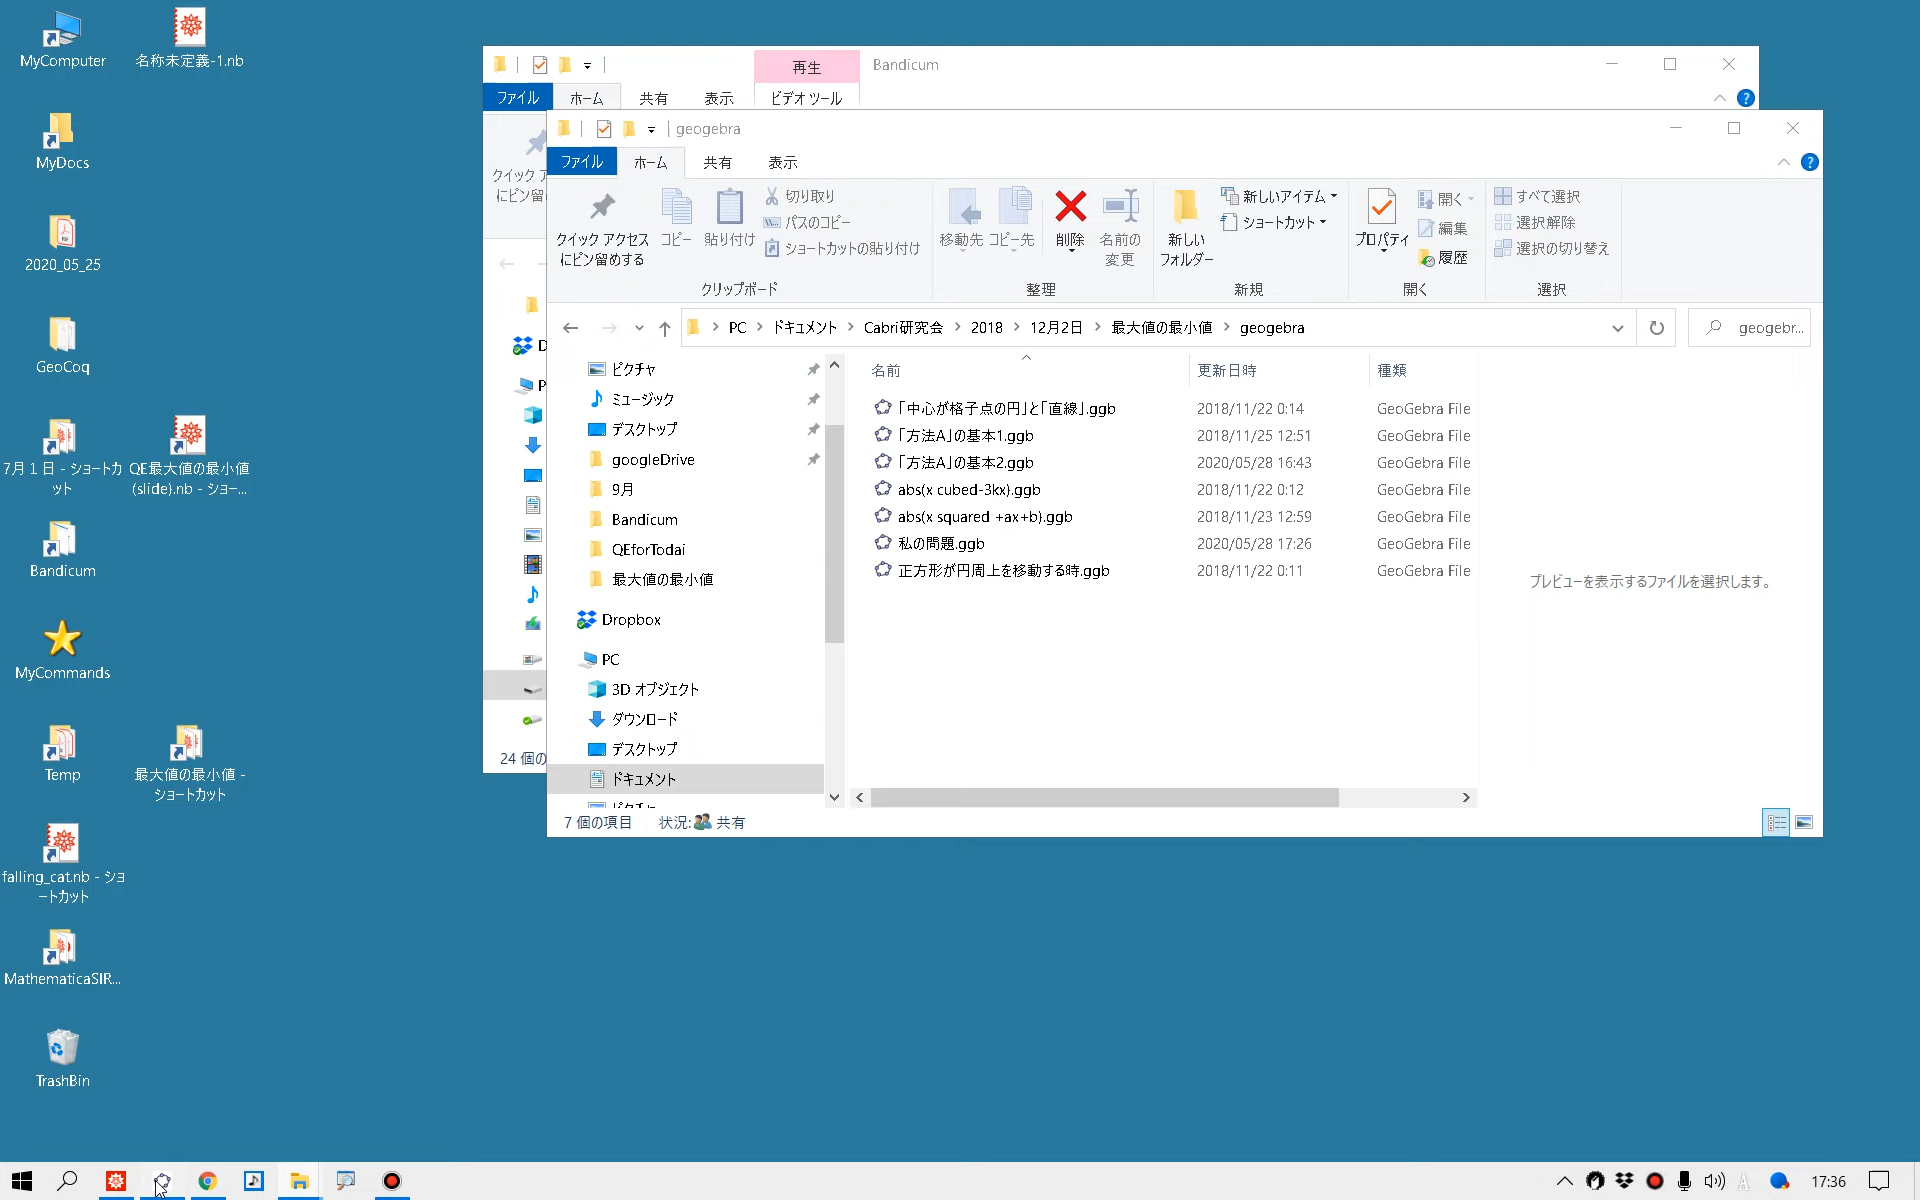 MyComputer
名称未定義-1.nb
MyDocs
2020_05_25
GeoCoq
7月１日 - ショートカ
ット
QE最大値の最小値
(slide).nb - ショー...
Bandicum
MyCommands
Temp
最大値の最小値 -
ショートカット
falling_cat.nb - ショ
ートカット
MathematicaSIR...
TrashBin
再生
Bandicum
ファイル
ホーム
共有
表示
ビデオ ツール
クイック ア
にピン留め
24 個の
geogebra
ファイル
ホーム
共有
表示
クイック アクセス
にピン留めする
コピー
貼り付け
切り取り
パスのコピー
ショートカットの貼り付け
クリップボード
移動先
コピー先
削除
名前の
変更
整理
新しい
フォルダー
新しいアイテム
ショートカット
新規
プロパティ
開く
編集
履歴
開く
すべて選択
選択解除
選択の切り替え
選択
PC > ドキュメント > Cabri研究会 > 2018 > 12月2日 > 最大値の最小値 > geogebra
geogebr...
ピクチャ
ミュージック
デスクトップ
googleDrive
9月
Bandicum
QEforTodai
最大値の最小値
Dropbox
PC
3D オブジェクト
ダウンロード
デスクトップ
ドキュメント
ピクチャ
名前 更新日時 種類
「中心が格子点の円」と「直線」.ggb 2018/11/22 0:14 GeoGebra File
「方法A」の基本1.ggb 2018/11/25 12:51 GeoGebra File
「方法A」の基本2.ggb 2020/05/28 16:43 GeoGebra File
abs(x cubed-3kx).ggb 2018/11/22 0:12 GeoGebra File
abs(x squared +ax+b).ggb 2018/11/23 12:59 GeoGebra File
私の問題.ggb 2020/05/28 17:26 GeoGebra File
正方形が円周上を移動する時.ggb 2018/11/22 0:11 GeoGebra File
プレビューを表示するファイルを選択します。
7 個の項目 状況: 共有
A
17:36